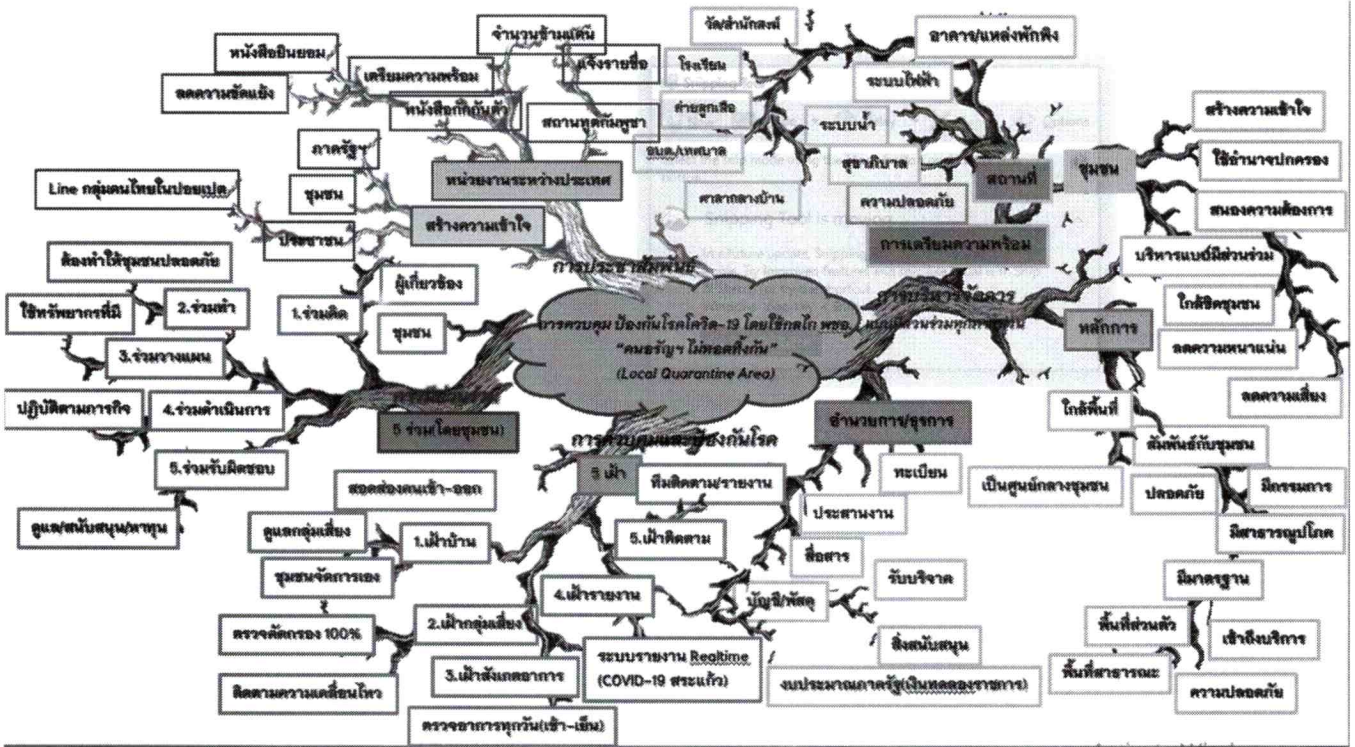 จำนวนข้ามแดน
วัด/สำนักสงฆ์
หนังสือยินยอม
เตรียมความพร้อม
แจ้งรายชื่อ
โรงเรียน
อาคาร/แหล่งพักพิง
ลดความขัดแย้ง
หนังสือกักกันตัว
สถานทูตกัมพูชา
ค่ายลูกเสือ
ระบบไฟฟ้า
ระบบน้ำ
สร้างความเข้าใจ
ภาครัฐฯ
อบต./เทศบาล
สุขาภิบาล
ใช้อำนาจปกครอง
Line กลุ่มคนไทยในปอยเปต
ชุมชน
หน่วยงานระหว่างประเทศ
ศาลากลางบ้าน
ความปลอดภัย
สถานที่
ชุมชน
สนองความต้องการ
ประชาชน
สร้างความเข้าใจ
Snipping Tool is moving
การเตรียมความพร้อม
บริหารแบบมีส่วนร่วม
ต้องทำให้ชุมชนปลอดภัย
การประชาสัมพันธ์
ผู้เกี่ยวข้อง
การบริหารจัดการ
ใกล้ชิดชุมชน
ใช้ทรัพยากรที่มี
2.ร่วมทำ
1.ร่วมคิด
ชุมชน
การควบคุม ป้องกันโรคโควิด-19 โดยใช้กลไก พชอ.
"คนอรัญฯ ไม่ทอดทิ้งกัน"
(Local Quarantine Area)
หลักการ
ลดความหนาแน่น
3.ร่วมวางแผน
ลดความเสี่ยง
ปฏิบัติตามภารกิจ
4.ร่วมดำเนินการ
5 ร่วม(โดยชุมชน)
อำนวยการ/ธุรการ
ใกล้พื้นที่
การควบคุมและป้องกันโรค
สัมพันธ์กับชุมชน
5.ร่วมรับผิดชอบ
5 เฝ้า
ทีมติดตาม/รายงาน
ทะเบียน
เป็นศูนย์กลางชุมชน
ปลอดภัย
มีกรรมการ
สอดส่องคนเข้า-ออก
ประสานงาน
มีสาธารณูปโภค
ดูแล/สนับสนุน/หาทุน
ดูแลกลุ่มเสี่ยง
1.เฝ้าบ้าน
5.เฝ้าติดตาม
สื่อสาร
ชุมชนจัดการเอง
รับบริจาค
มีมาตรฐาน
4.เฝ้ารายงาน
บัญชี/พัสดุ
ตรวจคัดกรอง 100%
2.เฝ้ากลุ่มเสี่ยง
พื้นที่ส่วนตัว
เข้าถึงบริการ
ระบบรายงาน Realtime
(COVID-19 สระแก้ว)
สิ่งสนับสนุน
3.เฝ้าสังเกตอาการ
พื้นที่สาธารณะ
ติดตามความเคลื่อนไหว
งบประมาณภาครัฐ(เงินทดลองราชการ)
ความปลอดภัย
ตรวจอาการทุกวัน(เช้า-เย็น)